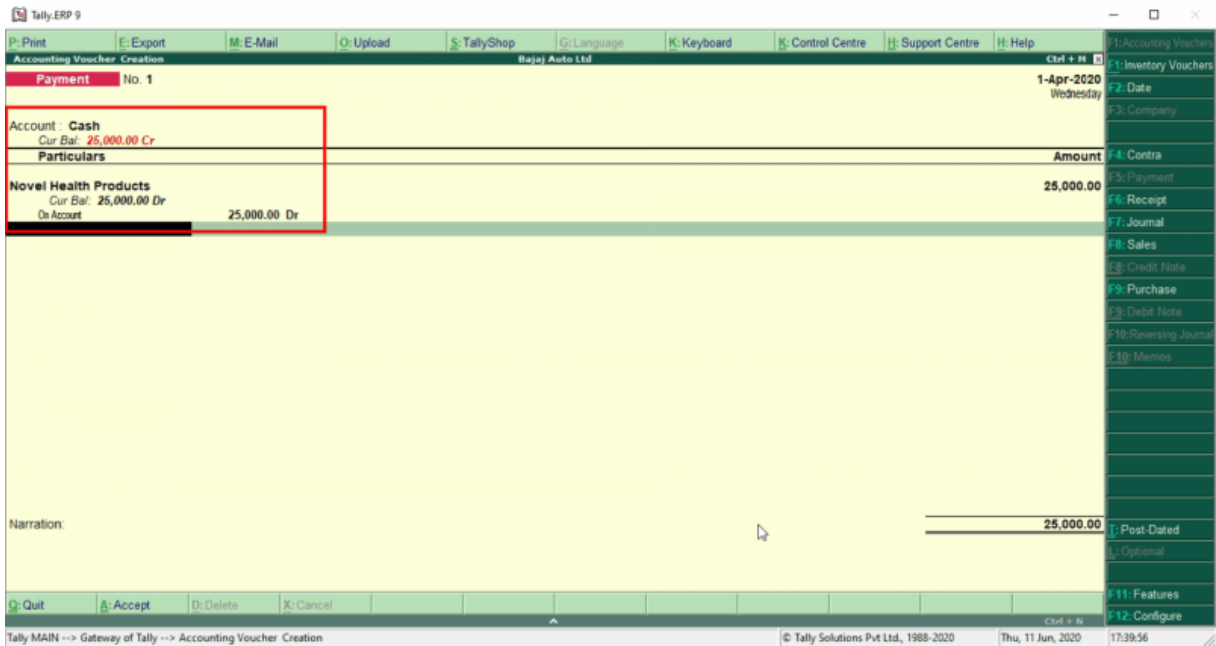 Tally.ERP 9
P: Print E: Export M: E-Mail O: Upload S: TallyShop G: Language K: Keyboard K: Control Centre H: Support Centre H: Help
F1: Accounting Vouchers
Accounting Voucher Creation Bajaj Auto Ltd Ctrl + M
F1: Inventory Vouchers
Payment No. 1 1-Apr-2020
Wednesday
F2: Date
F3: Company
Account : Cash
Cur Bal: 25,000.00 Cr
Particulars Amount
F4: Contra
F5: Payment
Novel Health Products 25,000.00
Cur Bal: 25,000.00 Dr
F6: Receipt
On Account 25,000.00 Dr
F7: Journal
F8: Sales
F8: Credit Note
F9: Purchase
F9: Debit Note
F10: Reversing Journal
F10: Memos
Narration: 25,000.00
T: Post-Dated
L: Optional
F11: Features
Q: Quit A: Accept D: Delete X: Cancel
F12: Configure
Ctrl + N
Tally MAIN --> Gateway of Tally --> Accounting Voucher Creation © Tally Solutions Pvt Ltd., 1988-2020 Thu, 11 Jun, 2020 17:39:56